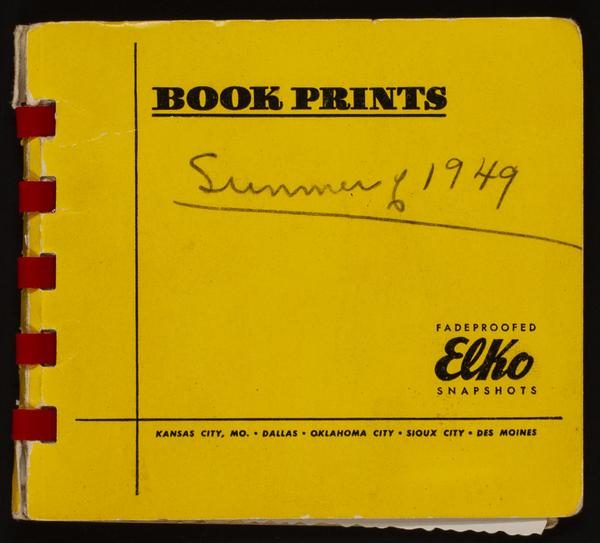 BOOK PRINTS
Summer of 1949
FADEPROOFED
ElKo
SNAPSHOTS
KANSAS CITY, MO. • DALLAS • OKLAHOMA CITY • SIOUX CITY • DES MOINES